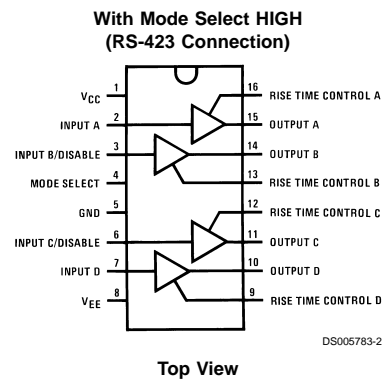 With Mode Select HIGH
(RS-423 Connection)
1 VCC
16 RISE TIME CONTROL A
2 INPUT A
15 OUTPUT A
3 INPUT B/DISABLE
14 OUTPUT B
4 MODE SELECT
13 RISE TIME CONTROL B
5 GND
12 RISE TIME CONTROL C
6 INPUT C/DISABLE
11 OUTPUT C
7 INPUT D
10 OUTPUT D
8 VEE
9 RISE TIME CONTROL D
DS005783-2
Top View